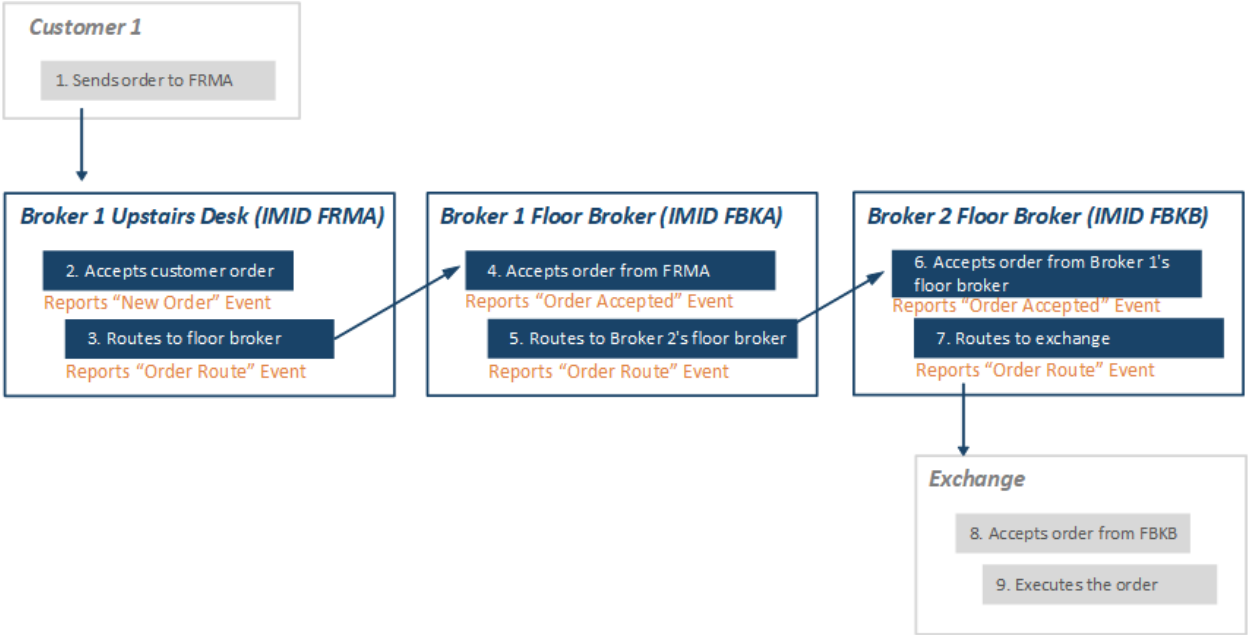 Customer 1
1. Sends order to FRMA
Broker 1 Upstairs Desk (IMID FRMA)
2. Accepts customer order
Reports “New Order” Event
3. Routes to floor broker
Reports “Order Route” Event
Broker 1 Floor Broker (IMID FBKA)
4. Accepts order from FRMA
Reports “Order Accepted” Event
5. Routes to Broker 2's floor broker
Reports “Order Route” Event
Broker 2 Floor Broker (IMID FBKB)
6. Accepts order from Broker 1's
floor broker
Reports “Order Accepted” Event
7. Routes to exchange
Reports “Order Route” Event
Exchange
8. Accepts order from FBKB
9. Executes the order